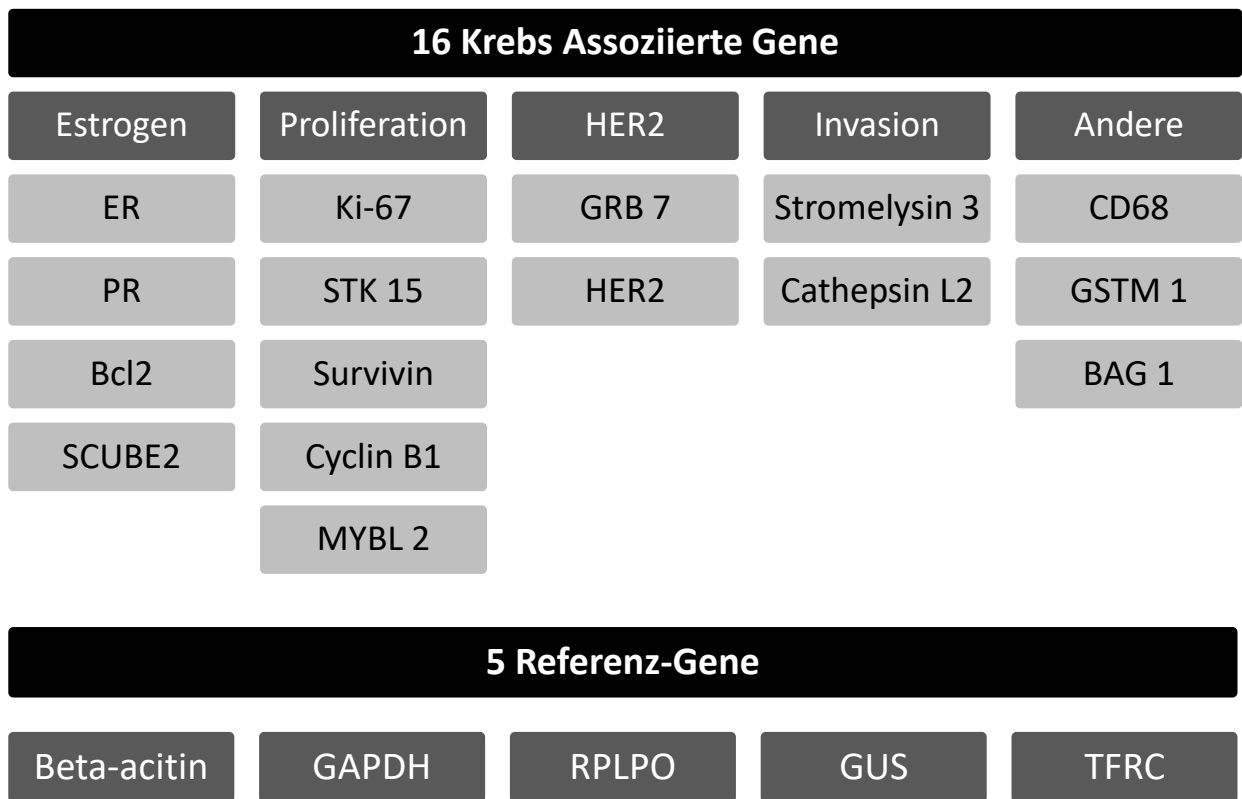 16 Krebs Assoziierte Gene
Estrogen Proliferation HER2 Invasion Andere
ER Ki-67 GRB 7 Stromelysin 3 CD68
PR STK 15 HER2 Cathepsin L2 GSTM 1
Bcl2 Survivin BAG 1
SCUBE2 Cyclin B1
MYBL 2
5 Referenz-Gene
Beta-acitin GAPDH RPLPO GUS TFRC